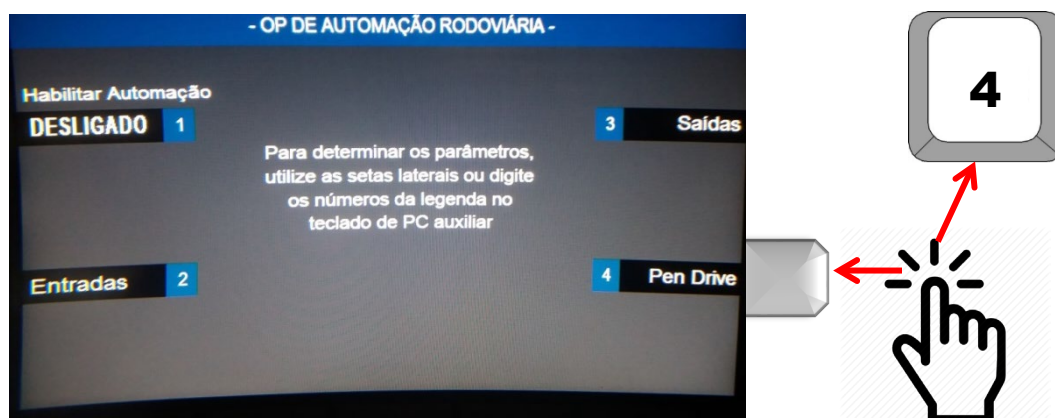 - OP DE AUTOMAÇÃO RODOVIÁRIA -
Habilitar Automação
DESLIGADO 1
3 Saídas
Para determinar os parâmetros,
utilize as setas laterais ou digite
os números da legenda no
teclado de PC auxiliar
Entradas 2
4 Pen Drive
4